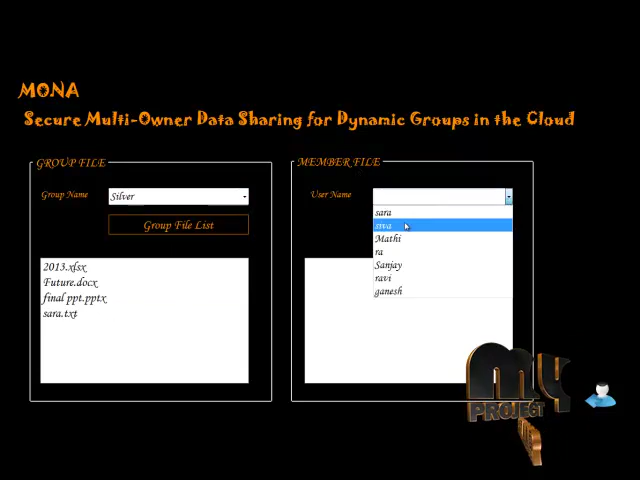 MONA
Secure Multi-Owner Data Sharing for Dynamic Groups in the Cloud
GROUP FILE
Group Name
Silver
Group File List
2013.xlsx
Future.docx
final ppt.pptx
sara.txt
MEMBER FILE
User Name
sara
siva
Mathi
ra
Sanjay
ravi
ganesh
MY
PROJECT